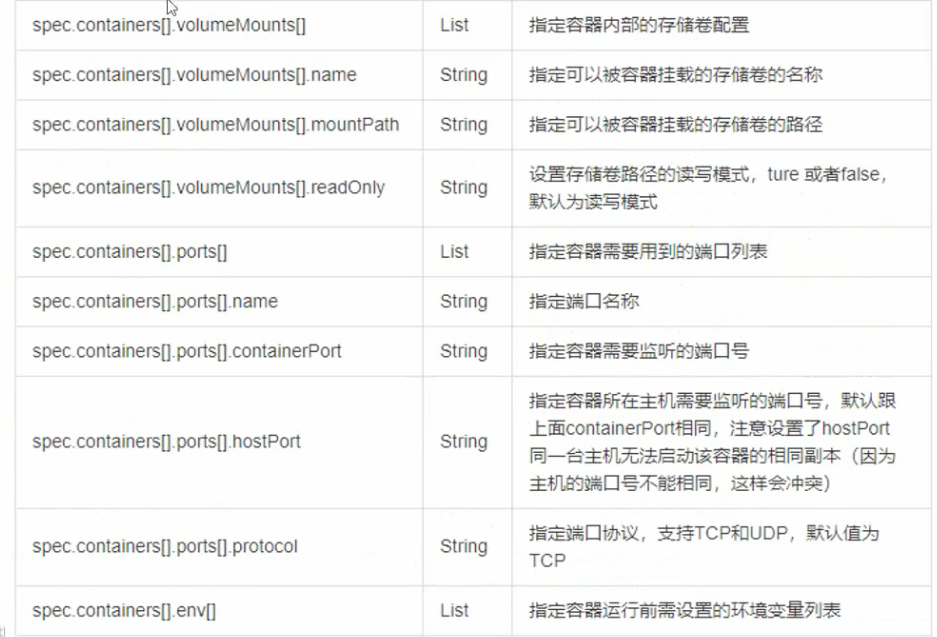 spec.containers[].volumeMounts[] List 指定容器内部的存储卷配置
spec.containers[].volumeMounts[].name String 指定可以被容器挂载的存储卷的名称
spec.containers[].volumeMounts[].mountPath String 指定可以被容器挂载的存储卷的路径
spec.containers[].volumeMounts[].readOnly String 设置存储卷路径的读写模式，ture 或者false，
默认为读写模式
spec.containers[].ports[] List 指定容器需要用到的端口列表
spec.containers[].ports[].name String 指定端口名称
spec.containers[].ports[].containerPort String 指定容器需要监听的端口号
spec.containers[].ports[].hostPort String 指定容器所在主机需要监听的端口号，默认跟
上面containerPort相同，注意设置了hostPort
同一台主机无法启动该容器的相同副本（因为
主机的端口号不能相同，这样会冲突）
spec.containers[].ports[].protocol String 指定端口协议，支持TCP和UDP，默认值为
TCP
spec.containers[].env[] List 指定容器运行前需设置的环境变量列表